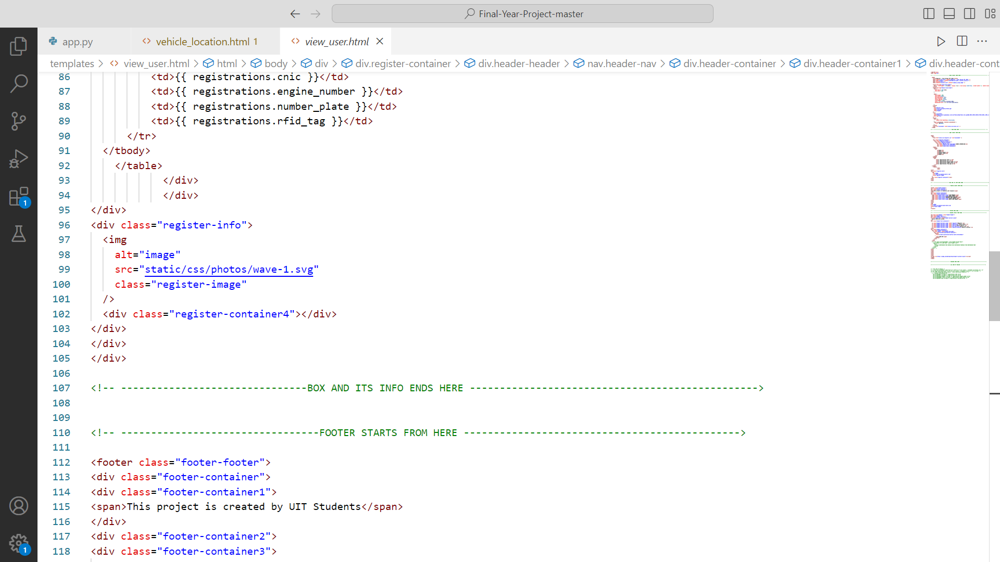 Final-Year-Project-master
app.py
vehicle_location.html 1
view_user.html
templates > view_user.html > html > body > div > div.register-container > div.header-header > nav.header-nav > div.header-container > div.header-container1 > div.header-cont
86 <td>{{ registrations.cnic }}</td>
87 <td>{{ registrations.engine_number }}</td>
88 <td>{{ registrations.number_plate }}</td>
89 <td>{{ registrations.rfid_tag }}</td>
90 </tr>
91 </tbody>
92 </table>
93 </div>
94 </div>
95 </div>
96 <div class="register-info">
97 <img
98 alt="image"
99 src="static/css/photos/wave-1.svg"
100 class="register-image"
101 />
102 <div class="register-container4"></div>
103 </div>
104 </div>
105 </div>
106
107 <!-- -------------------------------BOX AND ITS INFO ENDS HERE ------------------------------------------------>
108
109
110 <!-- ---------------------------------FOOTER STARTS FROM HERE ---------------------------------------------->
111
112 <footer class="footer-footer">
113 <div class="footer-container">
114 <div class="footer-container1">
115 <span>This project is created by UIT Students</span>
116 </div>
117 <div class="footer-container2">
118 <div class="footer-container3">
1
1